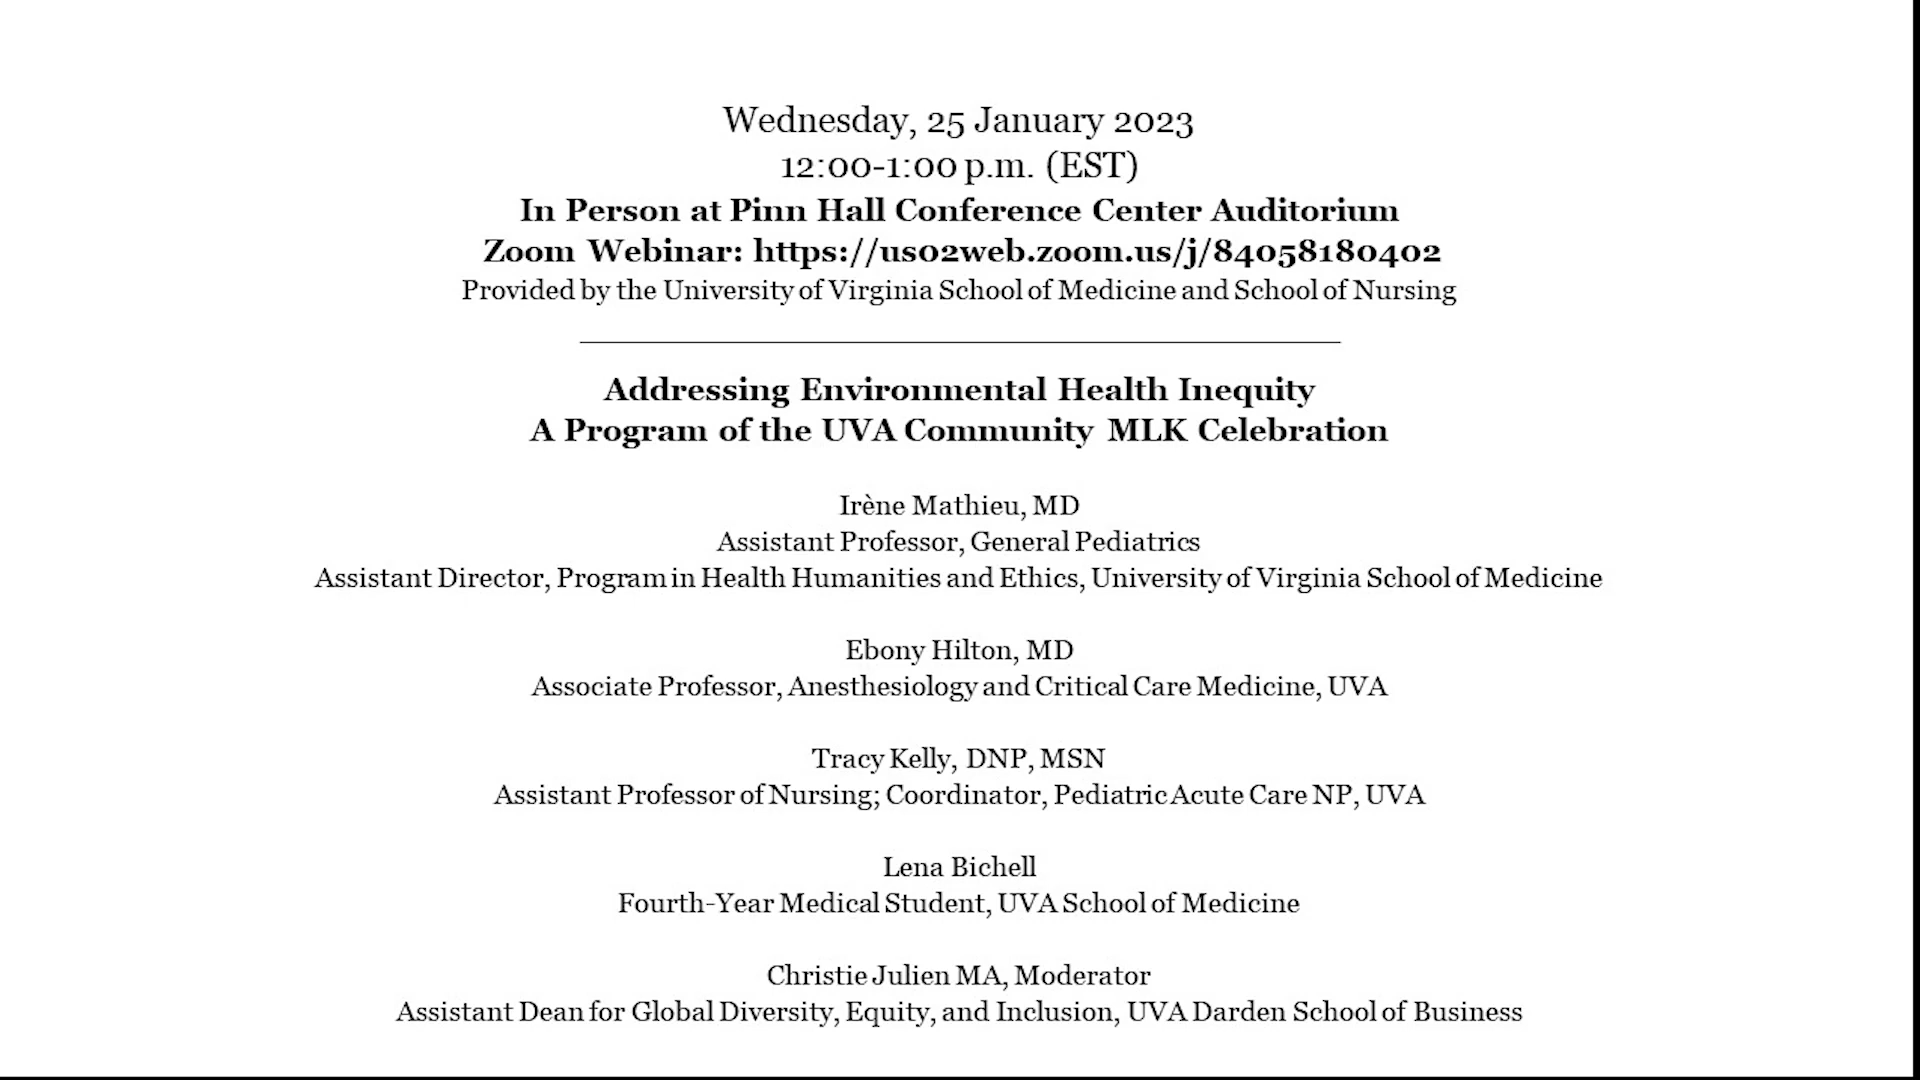 Wednesday, 25 January 2023
12:00-1:00 p.m. (EST)
In Person at Pinn Hall Conference Center Auditorium
Zoom Webinar: https://us02web.zoom.us/j/84058180402
Provided by the University of Virginia School of Medicine and School of Nursing
Addressing Environmental Health Inequity
A Program of the UVA Community MLK Celebration
Irène Mathieu, MD
Assistant Professor, General Pediatrics
Assistant Director, Program in Health Humanities and Ethics, University of Virginia School of Medicine
Ebony Hilton, MD
Associate Professor, Anesthesiology and Critical Care Medicine, UVA
Tracy Kelly, DNP, MSN
Assistant Professor of Nursing; Coordinator, Pediatric Acute Care NP, UVA
Lena Bichell
Fourth-Year Medical Student, UVA School of Medicine
Christie Julien MA, Moderator
Assistant Dean for Global Diversity, Equity, and Inclusion, UVA Darden School of Business